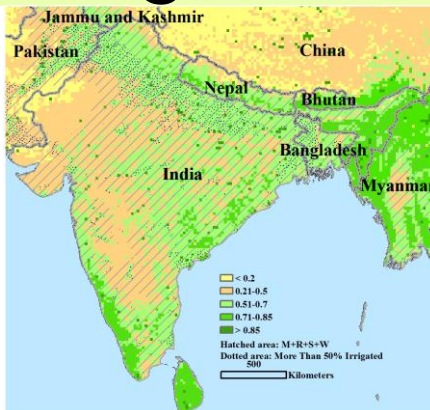 Jammu and Kashmir
Pakistan
China
Nepal
Bhutan
Bangladesh
India
Myanmar
< 0.2
0.21-0.5
0.51-0.7
0.71-0.85
> 0.85
Hatched area: M+R+S+W
Dotted area: More Than 50% Irrigated
500
Kilometers